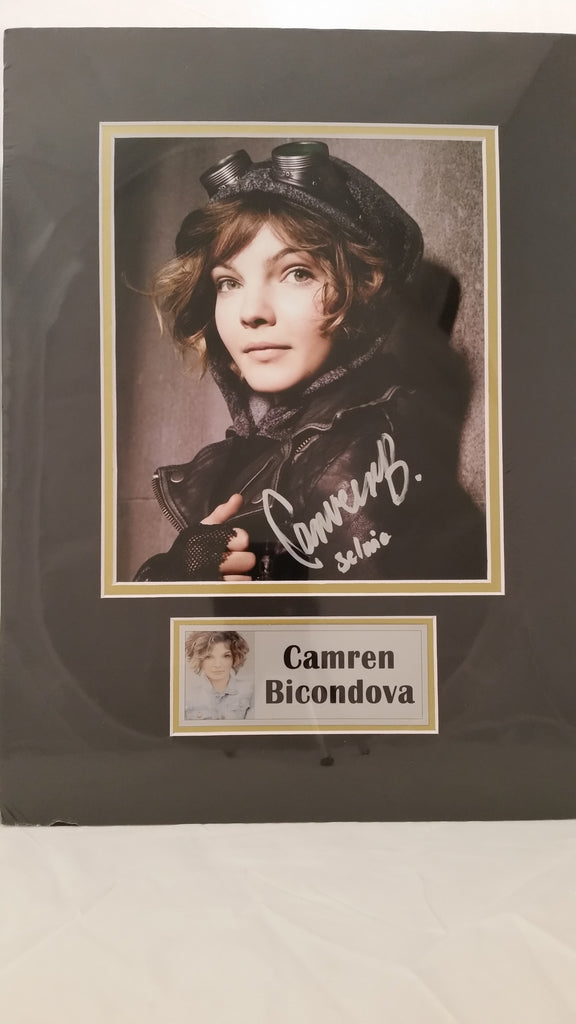 Camren B.
Selina
Camren
Bicondova